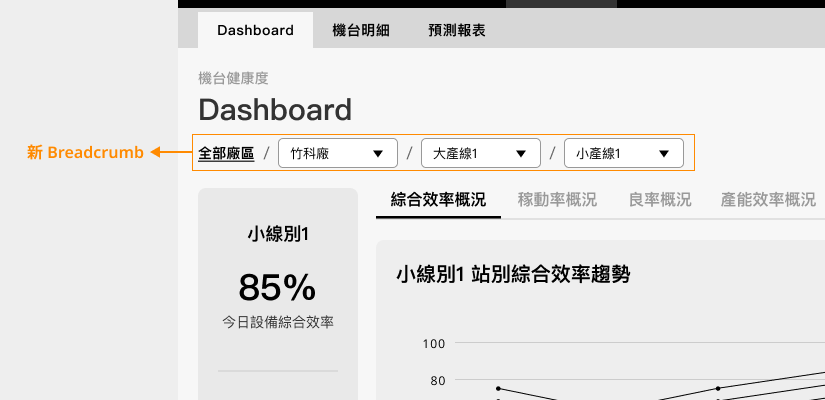 Dashboard 機台明細 預測報表
機台健康度
Dashboard
新 Breadcrumb
全部廠區 / 竹科廠 / 大產線1 / 小產線1
綜合效率概況 稼動率概況 良率概況 產能效率概況
小線別1
85%
今日設備綜合效率
小線別1 站別綜合效率趨勢
100
80